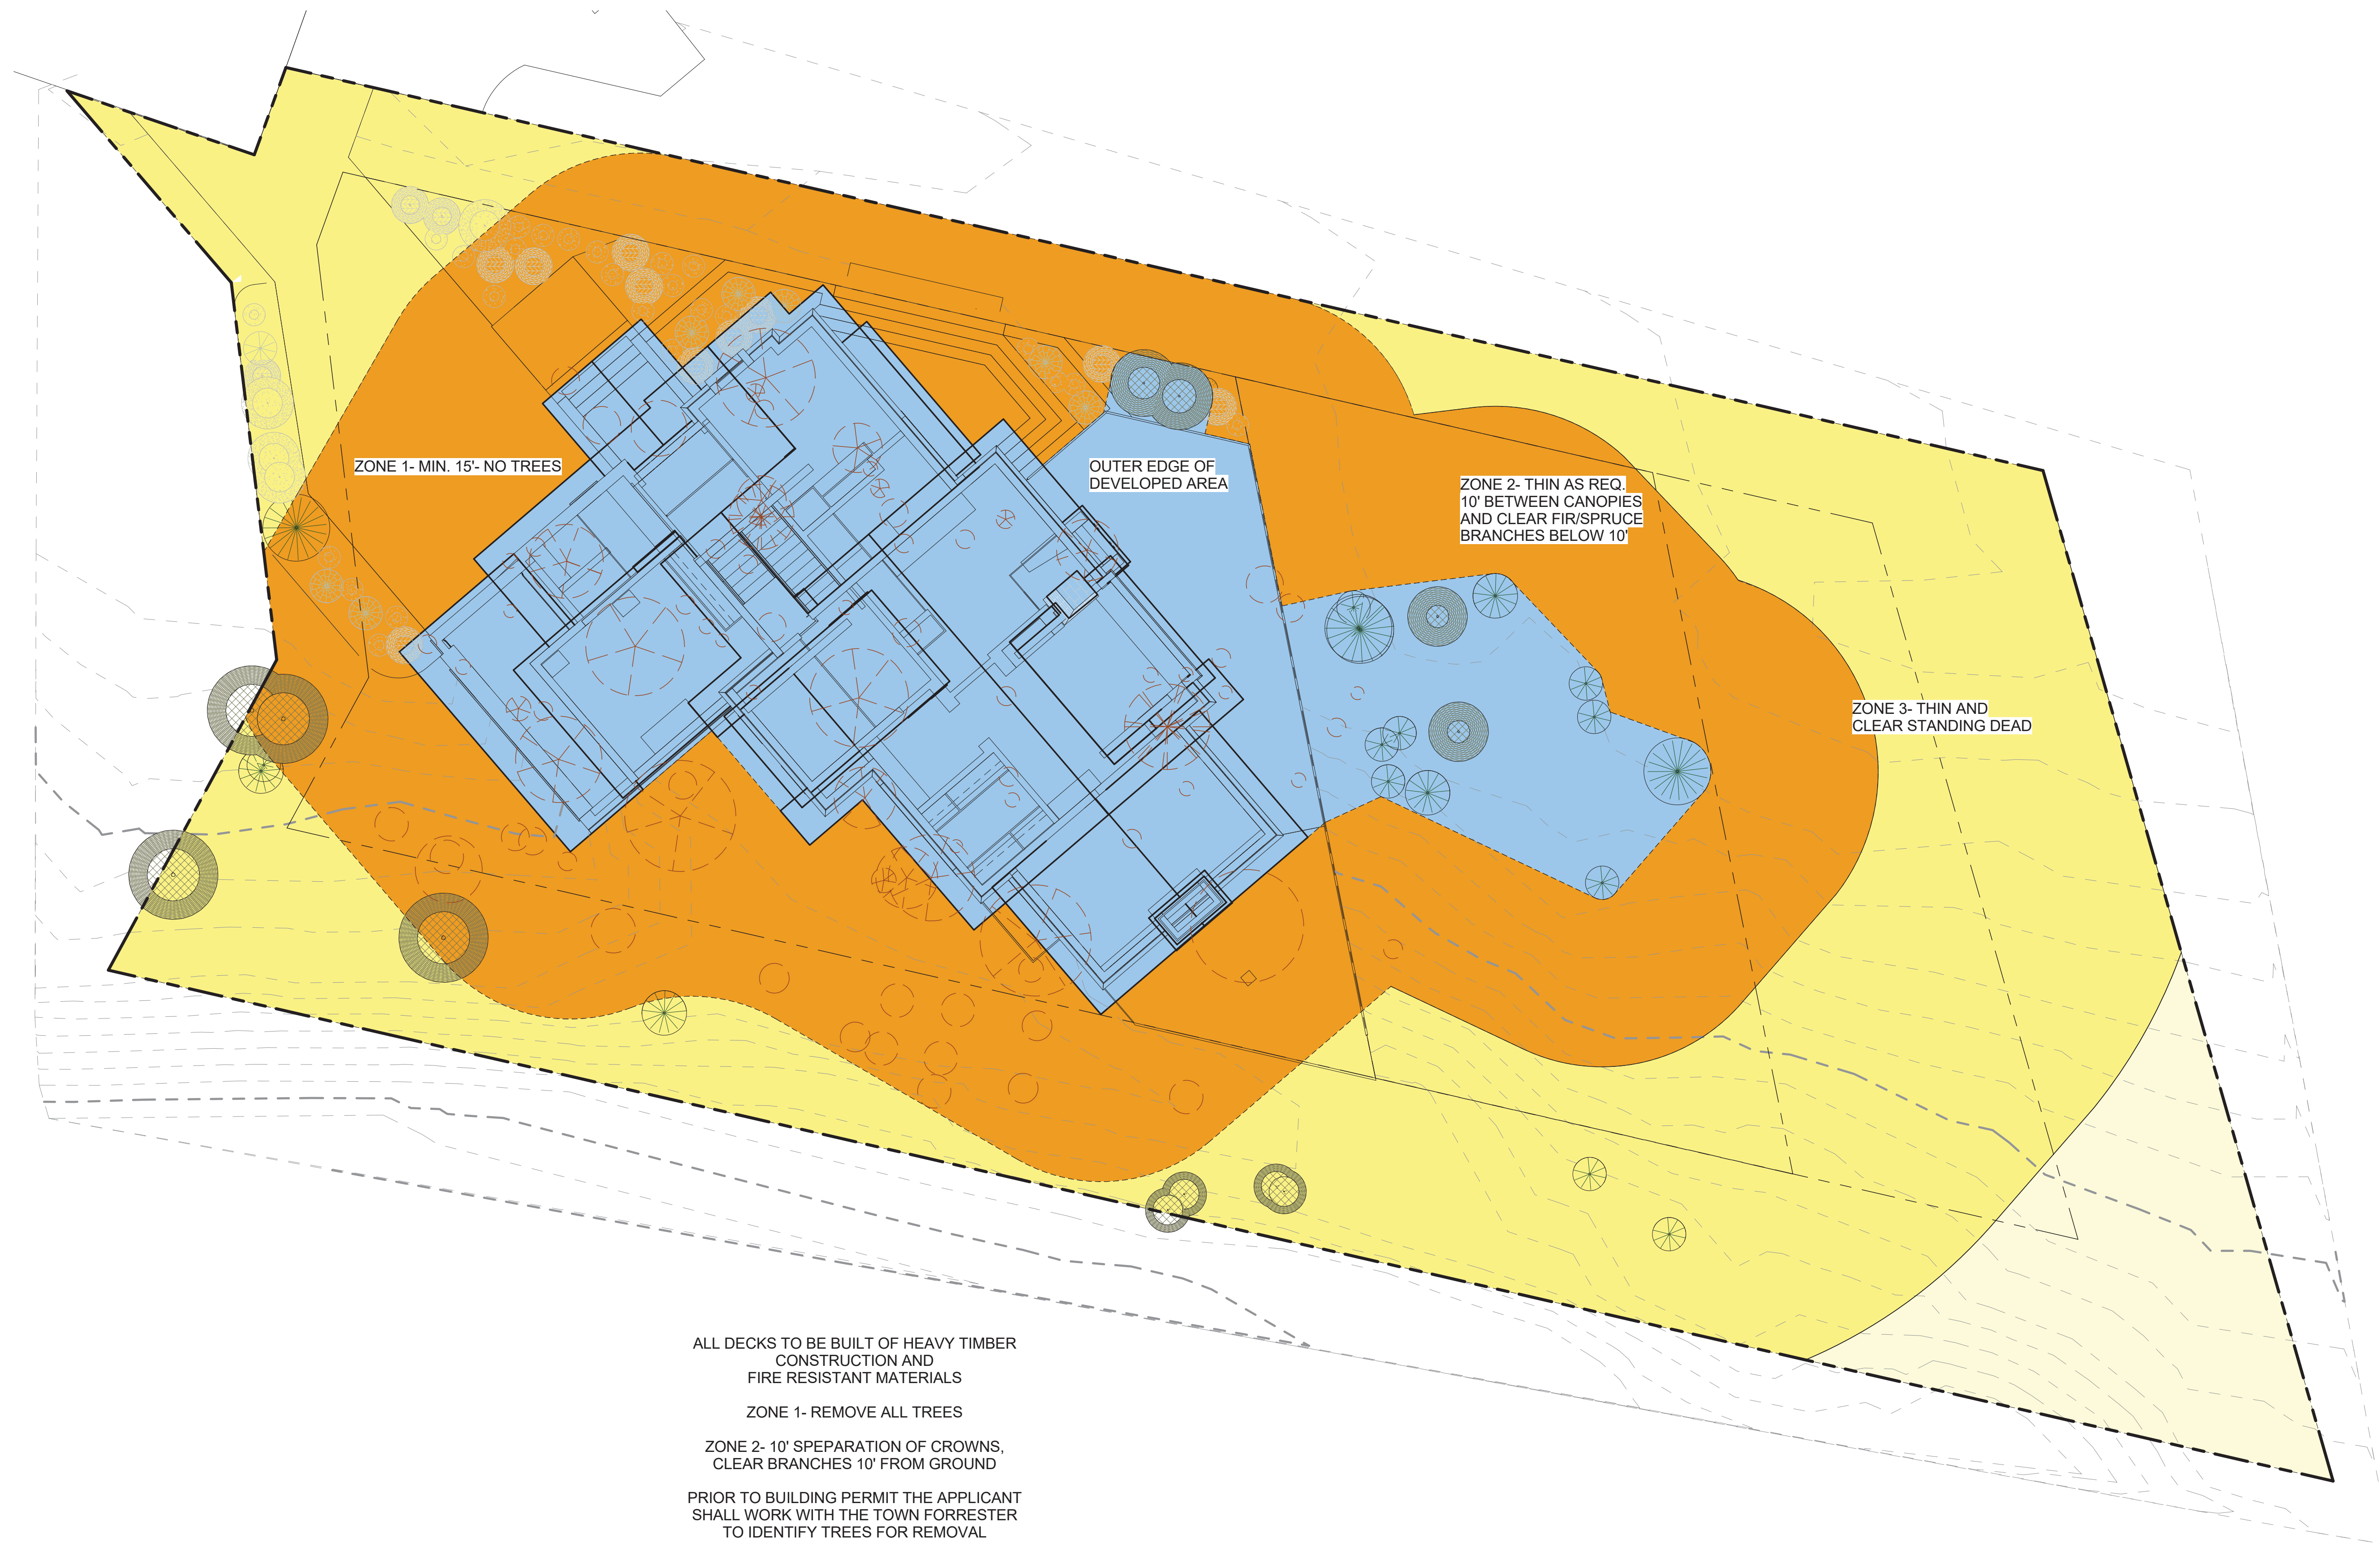 ZONE 1- MIN. 15'- NO TREES
OUTER EDGE OF
DEVELOPED AREA
ZONE 2- THIN AS REQ.
10' BETWEEN CANOPIES
AND CLEAR FIR/SPRUCE
BRANCHES BELOW 10'
ZONE 3- THIN AND
CLEAR STANDING DEAD
ALL DECKS TO BE BUILT OF HEAVY TIMBER
CONSTRUCTION AND
FIRE RESISTANT MATERIALS
ZONE 1- REMOVE ALL TREES
ZONE 2- 10' SPEPARATION OF CROWNS,
CLEAR BRANCHES 10' FROM GROUND
PRIOR TO BUILDING PERMIT THE APPLICANT
SHALL WORK WITH THE TOWN FORRESTER
TO IDENTIFY TREES FOR REMOVAL